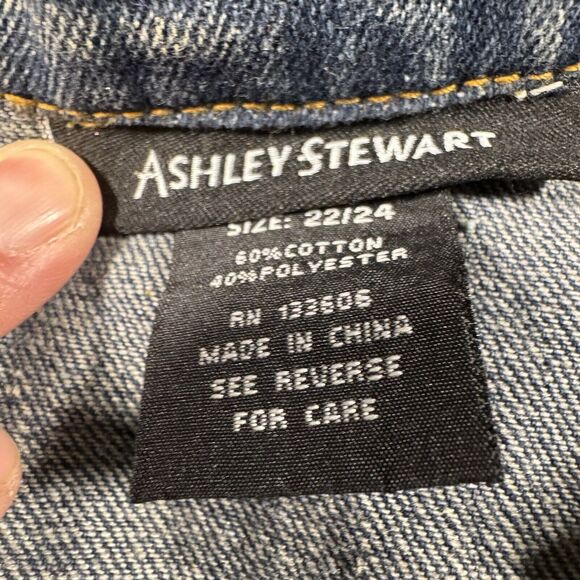 ASHLEY STEWART
SIZE: 22/24
60% COTTON
40% POLYESTER
RN 133606
MADE IN CHINA
SEE REVERSE
FOR CARE